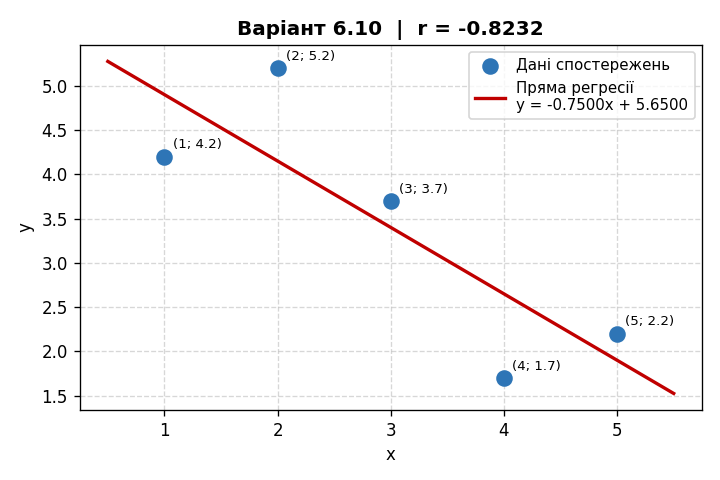 Варіант 6.10 | r = -0.8232
(2; 5.2)
Дані спостережень
Пряма регресії
y = -0.7500x + 5.6500
(1; 4.2)
(3; 3.7)
(5; 2.2)
(4; 1.7)
5.0
4.5
4.0
3.5
3.0
2.5
2.0
1.5
y
1 2 3 4 5
x